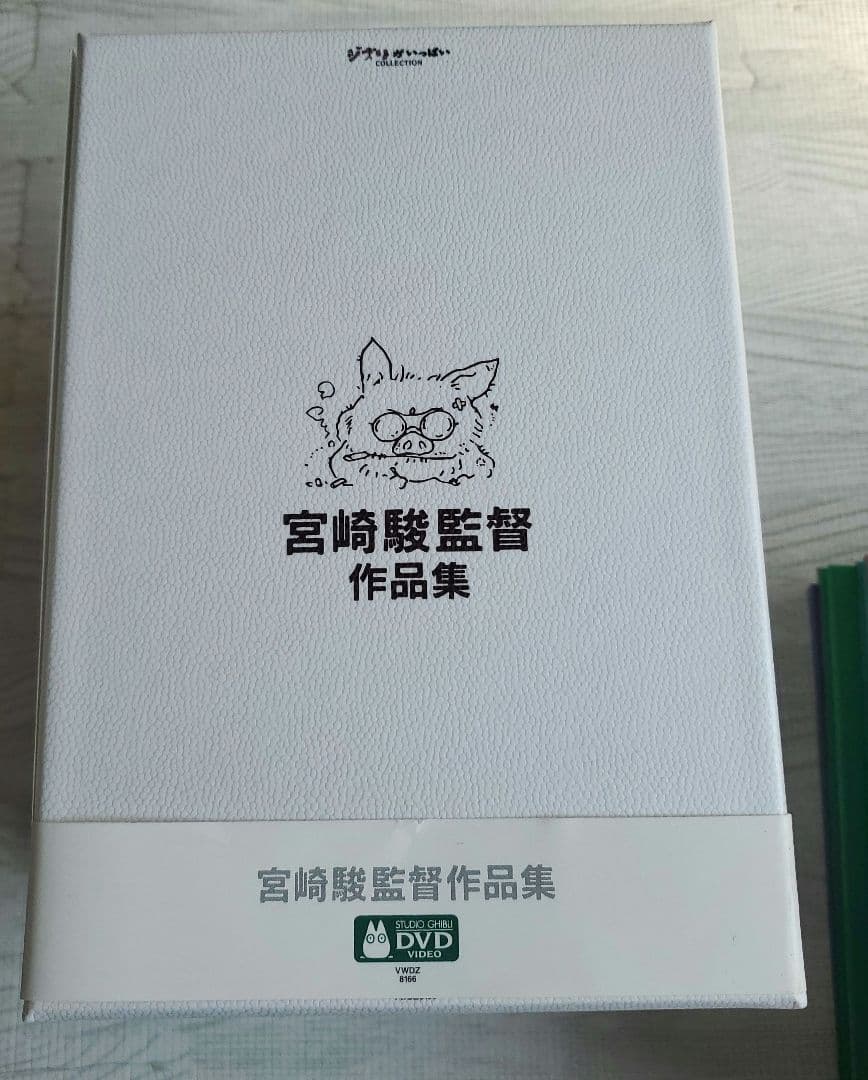 ジブリがいっぱい
COLLECTION
宮崎駿監督
作品集
宮崎駿監督作品集
STUDIO GHIBLI
DVD
VIDEO
VWDZ
8166